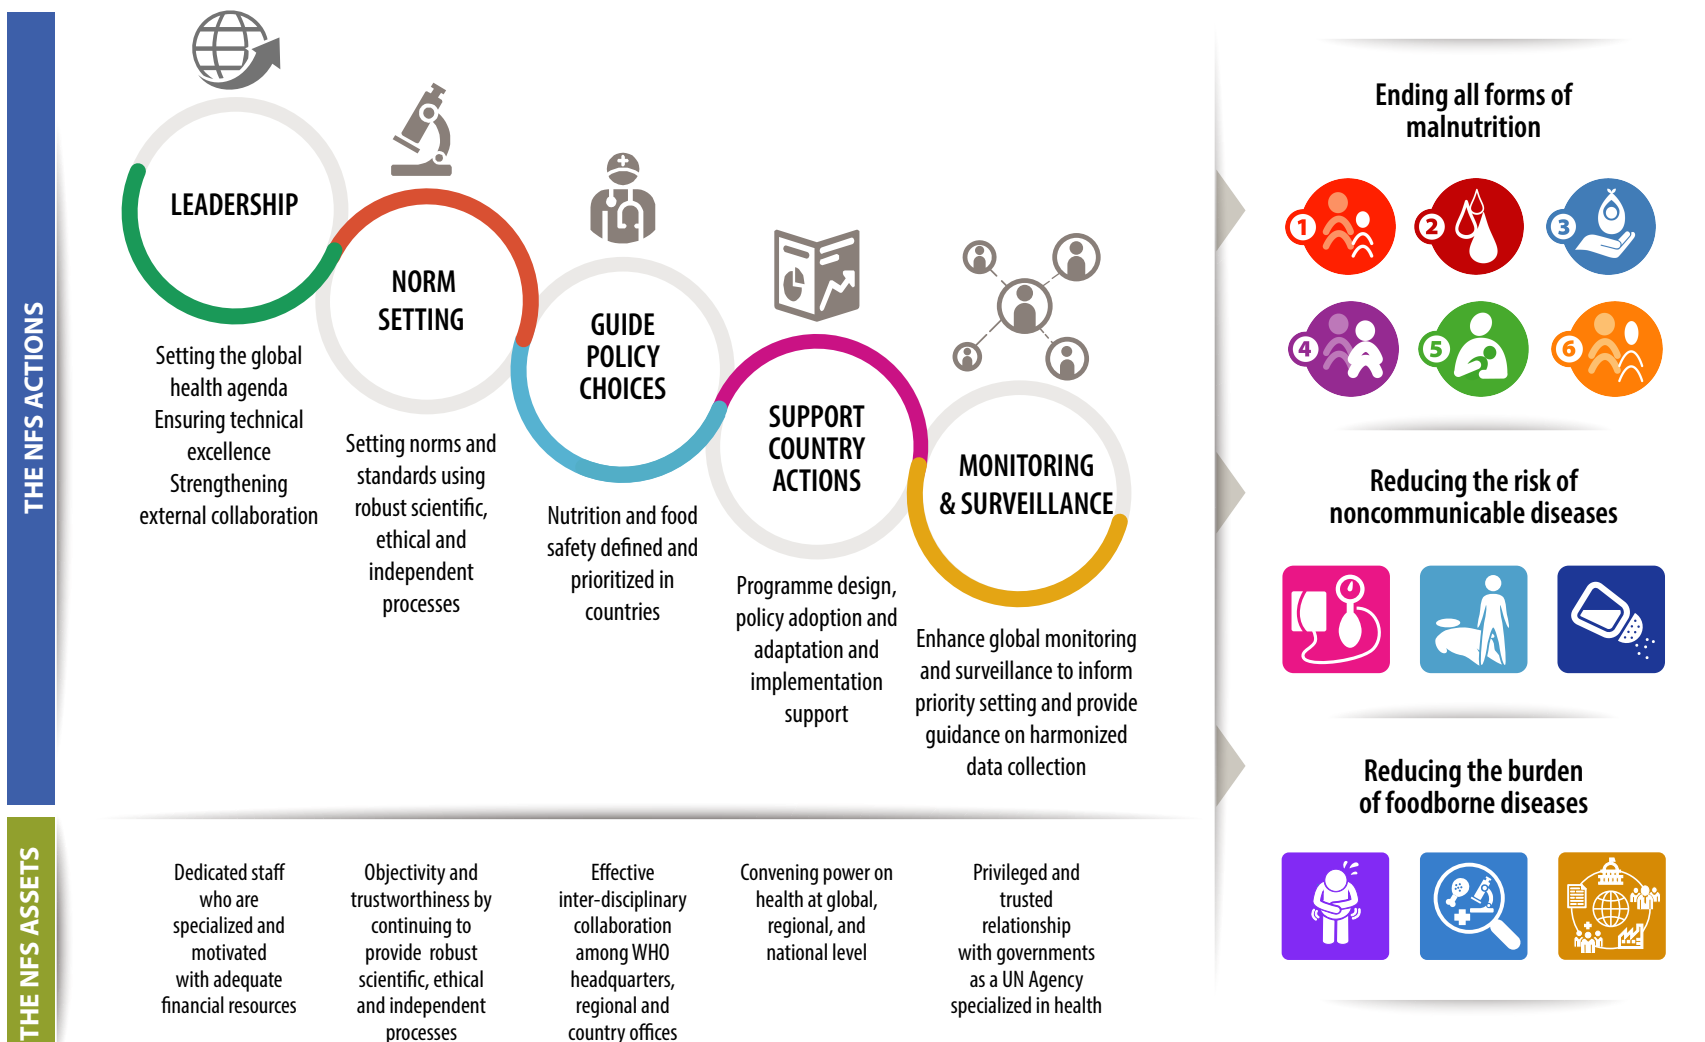 THE NFS ACTIONS
LEADERSHIP
Setting the global
health agenda
Ensuring technical
excellence
Strengthening
external collaboration
NORM
SETTING
Setting norms and
standards using
robust scientific,
ethical and
independent
processes
GUIDE
POLICY
CHOICES
Nutrition and food
safety defined and
prioritized in
countries
SUPPORT
COUNTRY
ACTIONS
Programme design,
policy adoption and
adaptation and
implementation
support
MONITORING
& SURVEILLANCE
Enhance global monitoring
and surveillance to inform
priority setting and provide
guidance on harmonized
data collection
THE NFS ASSETS
Dedicated staff
who are
specialized and
motivated
with adequate
financial resources
Objectivity and
trustworthiness by
continuing to
provide robust
scientific, ethical
and independent
processes
Effective
inter-disciplinary
collaboration
among WHO
headquarters,
regional and
country offices
Convening power on
health at global,
regional, and
national level
Privileged and
trusted
relationship
with governments
as a UN Agency
specialized in health
Ending all forms of
malnutrition
1
2
3
4
5
6
Reducing the risk of
noncommunicable diseases
Reducing the burden
of foodborne diseases